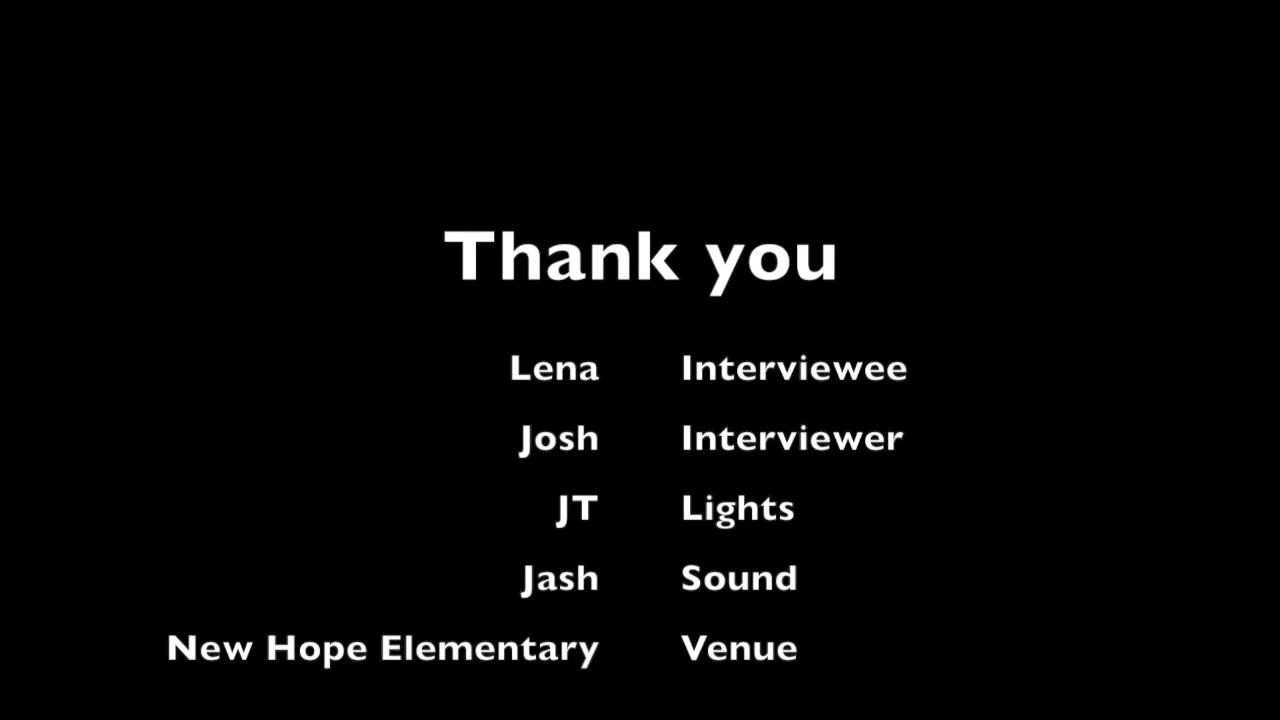 Thank you
Lena Interviewee
Josh Interviewer
JT Lights
Jash Sound
New Hope Elementary Venue